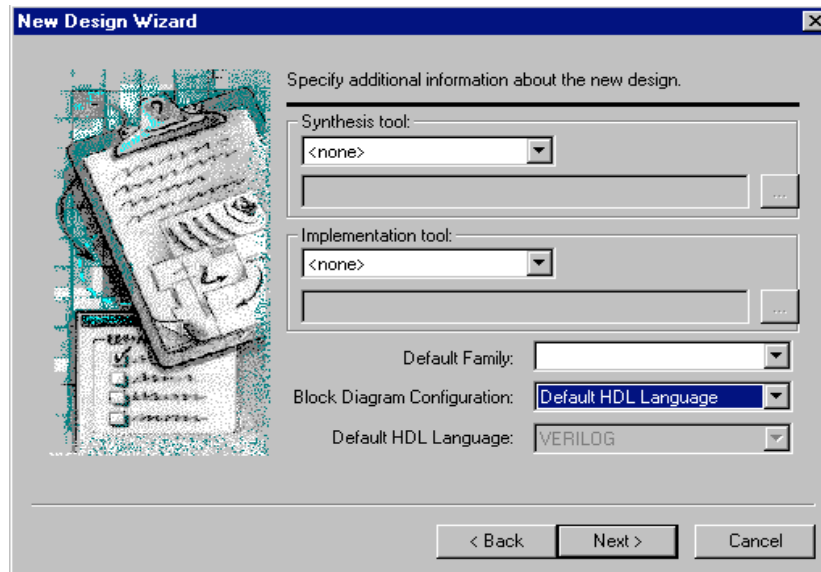 New Design Wizard
Specify additional information about the new design.
Synthesis tool:
<none>
...
Implementation tool:
<none>
...
Default Family:
Block Diagram Configuration: Default HDL Language
Default HDL Language: VERILOG
< Back Next > Cancel